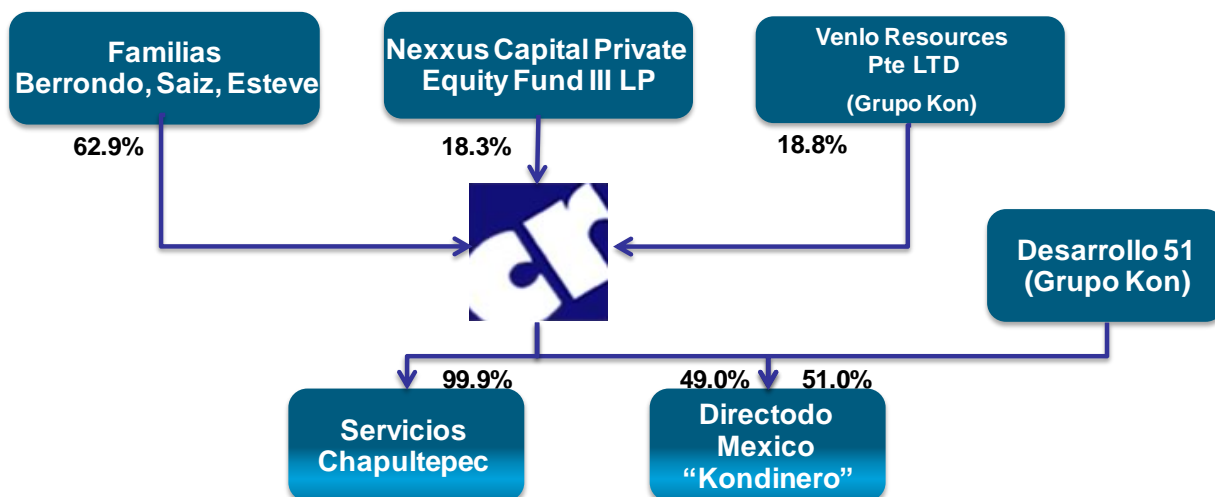 Familias
Berrondo, Saiz, Esteve
Nexxus Capital Private
Equity Fund III LP
Venlo Resources
Pte LTD
(Grupo Kon)
62.9%
18.3%
18.8%
cr
Desarrollo 51
(Grupo Kon)
99.9%
49.0%
51.0%
Servicios
Chapultepec
Directodo
Mexico
“Kondinero”